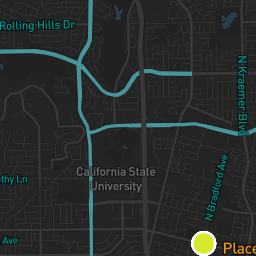 Rolling Hills Dr
N Kraemer Blvd
California State
University
N Bradford Ave
thy Ln
Ave
Place